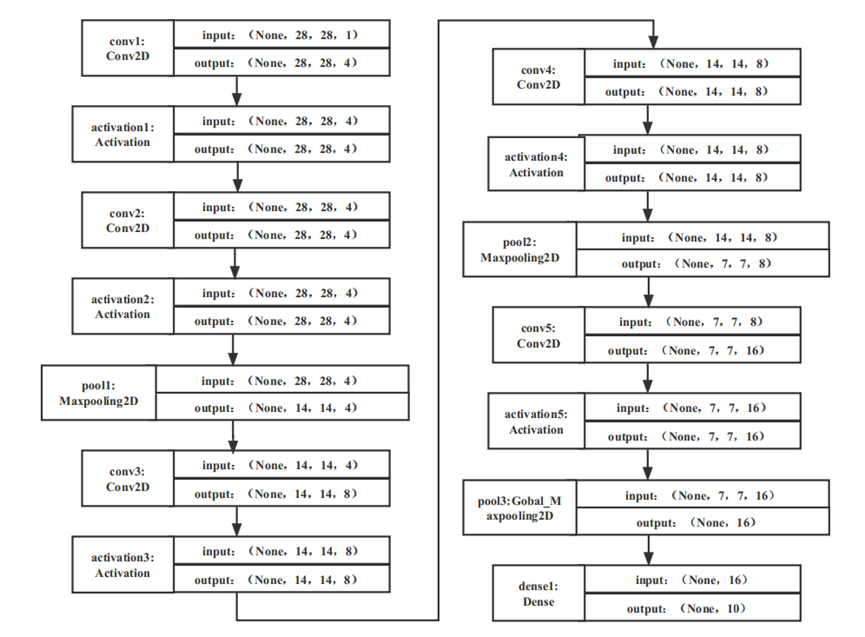 conv1:
Conv2D
input: (None, 28, 28, 1)
output: (None, 28, 28, 4)
activation1:
Activation
input: (None, 28, 28, 4)
output: (None, 28, 28, 4)
conv2:
Conv2D
input: (None, 28, 28, 4)
output: (None, 28, 28, 4)
activation2:
Activation
input: (None, 28, 28, 4)
output: (None, 28, 28, 4)
pool1:
Maxpooling2D
input: (None, 28, 28, 4)
output: (None, 14, 14, 4)
conv3:
Conv2D
input: (None, 14, 14, 4)
output: (None, 14, 14, 8)
activation3:
Activation
input: (None, 14, 14, 8)
output: (None, 14, 14, 8)
conv4:
Conv2D
input: (None, 14, 14, 8)
output: (None, 14, 14, 8)
activation4:
Activation
input: (None, 14, 14, 8)
output: (None, 14, 14, 8)
pool2:
Maxpooling2D
input: (None, 14, 14, 8)
output: (None, 7, 7, 8)
conv5:
Conv2D
input: (None, 7, 7, 8)
output: (None, 7, 7, 16)
activation5:
Activation
input: (None, 7, 7, 16)
output: (None, 7, 7, 16)
pool3:Gobal_M
axpooling2D
input: (None, 7, 7, 16)
output: (None, 16)
dense1:
Dense
input: (None, 16)
output: (None, 10)